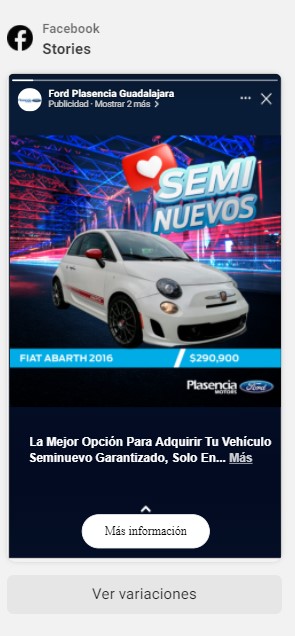 Facebook
Stories
Ford Plasencia Guadalajara
Publicidad · Mostrar 2 más
SEMI
NUEVOS
FIAT ABARTH 2016 $290,900
Plasencia
MOTORS
Ford
La Mejor Opción Para Adquirir Tu Vehículo
Seminuevo Garantizado, Solo En... Más
Más información
Ver variaciones